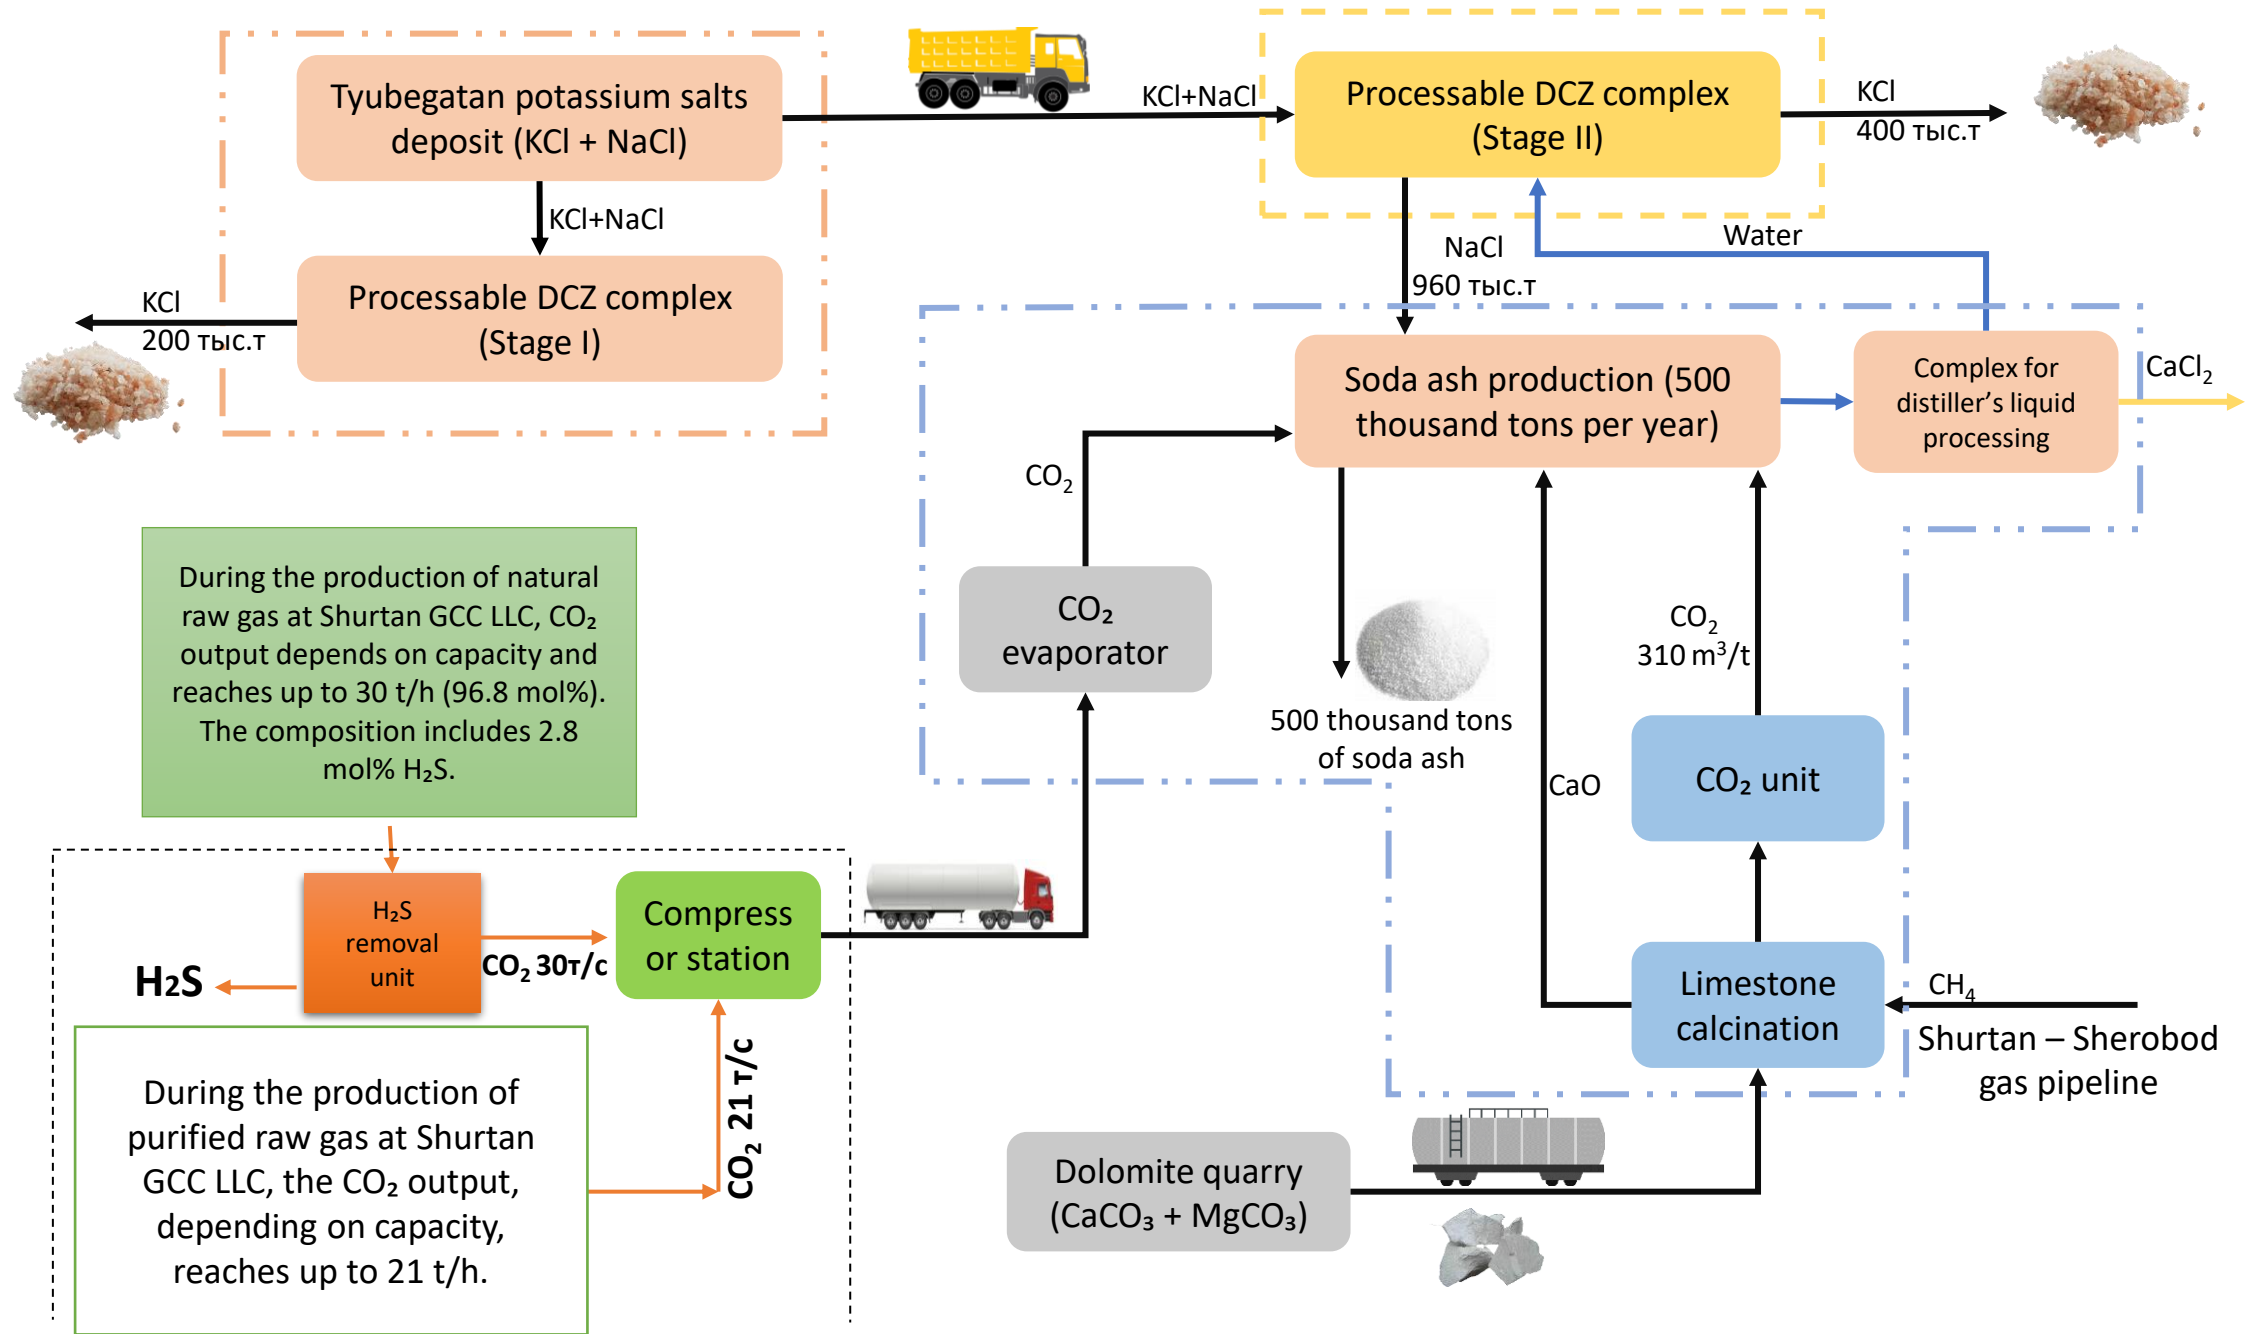 Tyubegatan potassium salts
deposit (KCl + NaCl)
KCl+NaCl
Processable DCZ complex
(Stage II)
KCl
400 тыс.т
KCl+NaCl
Processable DCZ complex
(Stage I)
KCl
200 тыс.т
NaCl
960 тыс.т
Water
Soda ash production (500
thousand tons per year)
Complex for
distiller’s liquid
processing
CaCl₂
CO₂
CO₂
evaporator
500 thousand tons
of soda ash
CaO
CO₂
310 m³/t
CO₂ unit
Limestone
calcination
CH₄
Shurtan – Sherobod
gas pipeline
Dolomite quarry
(CaCO₃ + MgCO₃)
During the production of natural
raw gas at Shurtan GCC LLC, CO₂
output depends on capacity and
reaches up to 30 t/h (96.8 mol%).
The composition includes 2.8
mol% H₂S.
H₂S
removal
unit
H₂S
CO₂ 30т/с
Compress
or station
CO₂ 21 т/с
During the production of
purified raw gas at Shurtan
GCC LLC, the CO₂ output,
depending on capacity,
reaches up to 21 t/h.